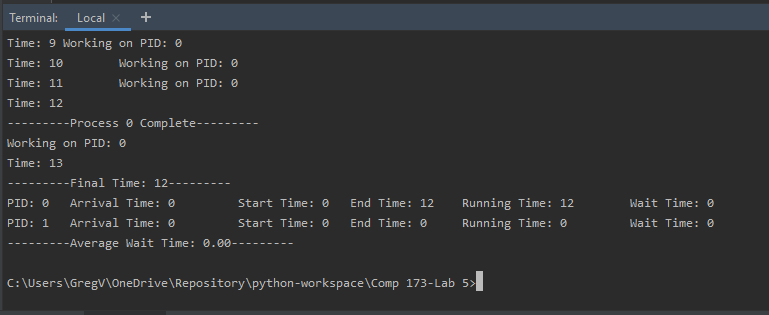 Terminal: Local × +
Time: 9 Working on PID: 0
Time: 10 Working on PID: 0
Time: 11 Working on PID: 0
Time: 12
---------Process 0 Complete---------
Working on PID: 0
Time: 13
---------Final Time: 12---------
PID: 0 Arrival Time: 0 Start Time: 0 End Time: 12 Running Time: 12 Wait Time: 0
PID: 1 Arrival Time: 0 Start Time: 0 End Time: 0 Running Time: 0 Wait Time: 0
---------Average Wait Time: 0.00---------
C:\Users\GregV\OneDrive\Repository\python-workspace\Comp 173-Lab 5>